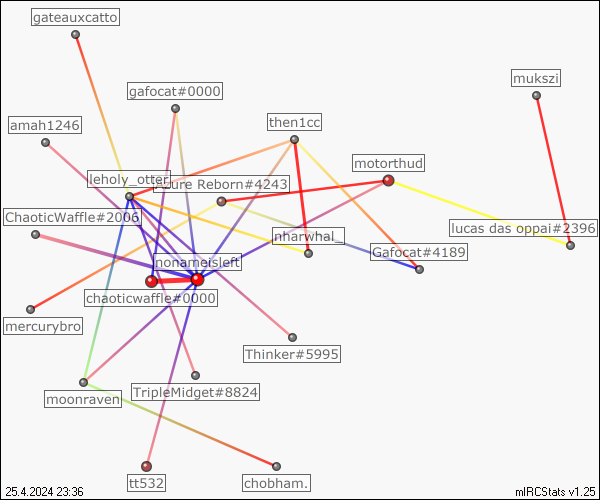 gateauxcatto
mukszi
gafocat#0000
then1cc
amah1246
motorthud
leholy_otter
Azure Reborn#4243
ChaoticWaffle#2006
lucas das oppai#2396
nharwhal_
Gafocat#4189
nonameisleft
chaoticwaffle#0000
mercurybro
Thinker#5995
TripleMidget#8824
moonraven
tt532
chobham.
25.4.2024 23:36
mIRCStats v1.25